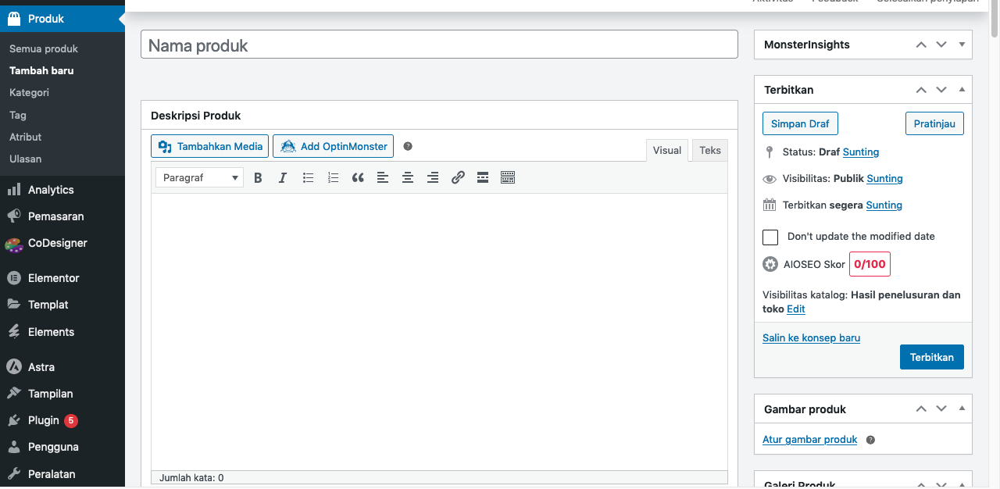 Produk
Semua produk
Tambah baru
Kategori
Tag
Atribut
Ulasan
Analytics
Pemasaran
CoDesigner
Elementor
Templat
Elements
Astra
Tampilan
Plugin 5
Pengguna
Peralatan
Aktivitas Feedback Selesaikan penyiapan
Nama produk
Deskripsi Produk
Tambahkan Media Add OptinMonster ?
Visual Teks
Paragraf
Jumlah kata: 0
MonsterInsights
Terbitkan
Simpan Draf Pratinjau
Status: Draf Sunting
Visibilitas: Publik Sunting
Terbitkan segera Sunting
Don't update the modified date
AIOSEO Skor 0/100
Visibilitas katalog: Hasil penelusuran dan
toko Edit
Salin ke konsep baru
Terbitkan
Gambar produk
Atur gambar produk ?
Galeri Produk